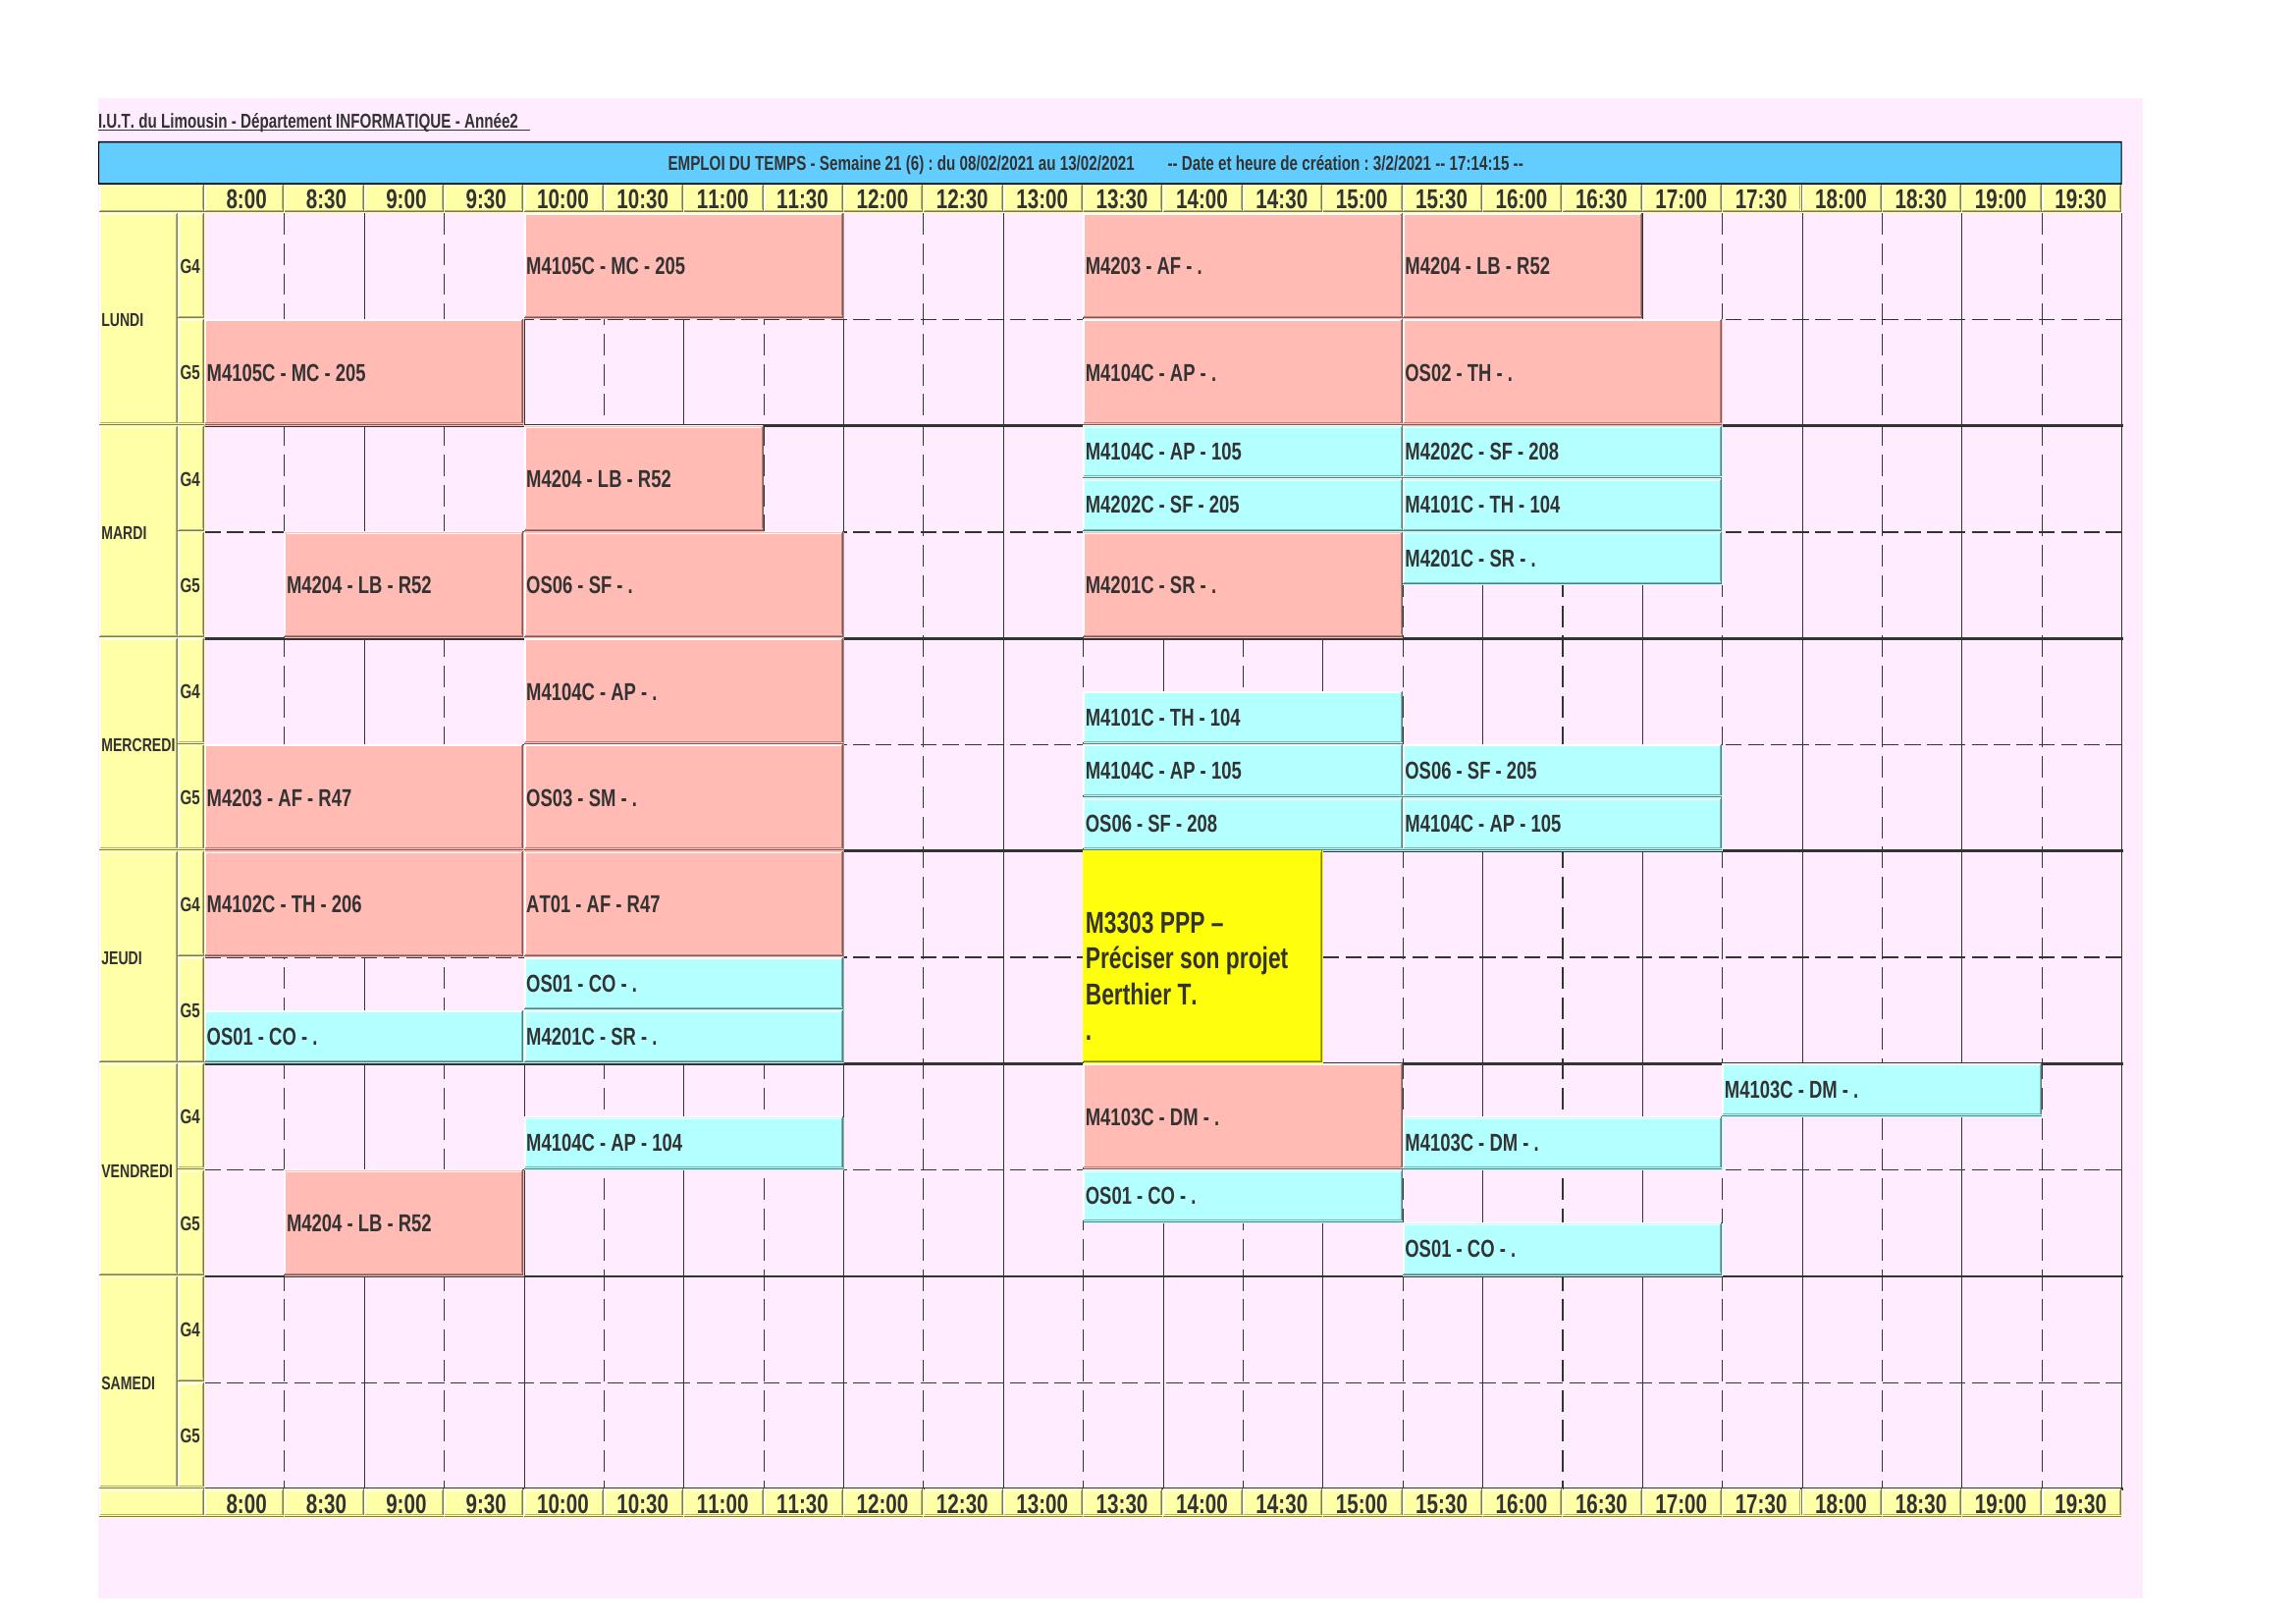 I.U.T. du Limousin - Département INFORMATIQUE - Année2
EMPLOI DU TEMPS - Semaine 21 (6) : du 08/02/2021 au 13/02/2021 -- Date et heure de création : 3/2/2021 -- 17:14:15 --
8:00 8:30 9:00 9:30 10:00 10:30 11:00 11:30 12:00 12:30 13:00 13:30 14:00 14:30 15:00 15:30 16:00 16:30 17:00 17:30 18:00 18:30 19:00 19:30
LUNDI
G4 M4105C - MC - 205 M4203 - AF - . M4204 - LB - R52
G5 M4105C - MC - 205 M4104C - AP - . OS02 - TH - .
MARDI
G4 M4204 - LB - R52
M4104C - AP - 105 M4202C - SF - 208
M4202C - SF - 205 M4101C - TH - 104
G5 M4204 - LB - R52 OS06 - SF - . M4201C - SR - .
M4201C - SR - .
MERCREDI
G4 M4104C - AP - .
M4101C - TH - 104
G5 M4203 - AF - R47 OS03 - SM - .
M4104C - AP - 105 OS06 - SF - 205
OS06 - SF - 208 M4104C - AP - 105
JEUDI
G4 M4102C - TH - 206 AT01 - AF - R47
G5
OS01 - CO - .
OS01 - CO - . M4201C - SR - .
M3303 PPP –
Préciser son projet
Berthier T.
.
VENDREDI
G4
M4103C - DM - .
M4103C - DM - .
M4104C - AP - 104 M4103C - DM - .
G5 M4204 - LB - R52
OS01 - CO - .
OS01 - CO - .
SAMEDI
G4
G5
8:00 8:30 9:00 9:30 10:00 10:30 11:00 11:30 12:00 12:30 13:00 13:30 14:00 14:30 15:00 15:30 16:00 16:30 17:00 17:30 18:00 18:30 19:00 19:30